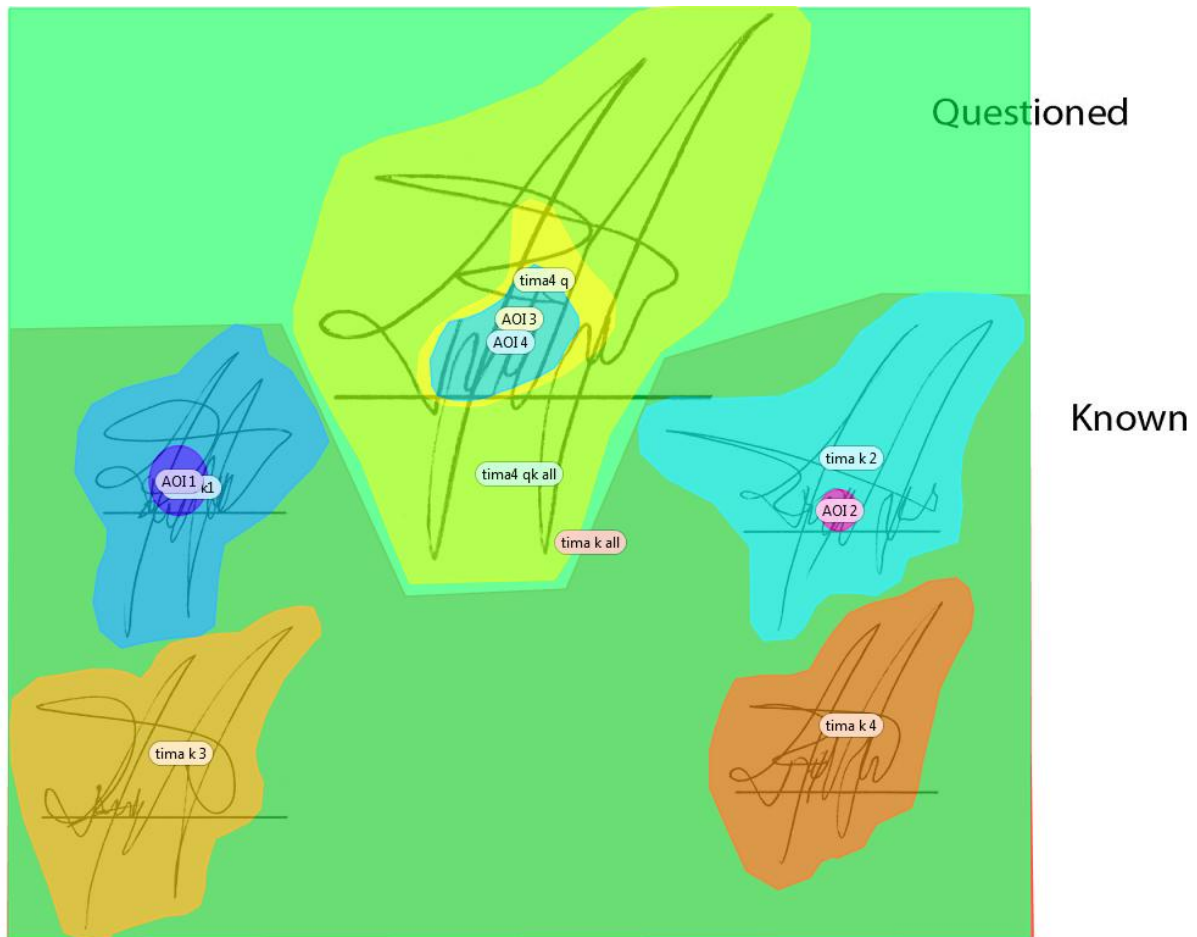 Questioned
tima4 q
AOI 3
AOI 4
Known
tima k 2
tima4 qk all
AOI 1
k1
AOI 2
tima k all
tima k 4
tima k 3